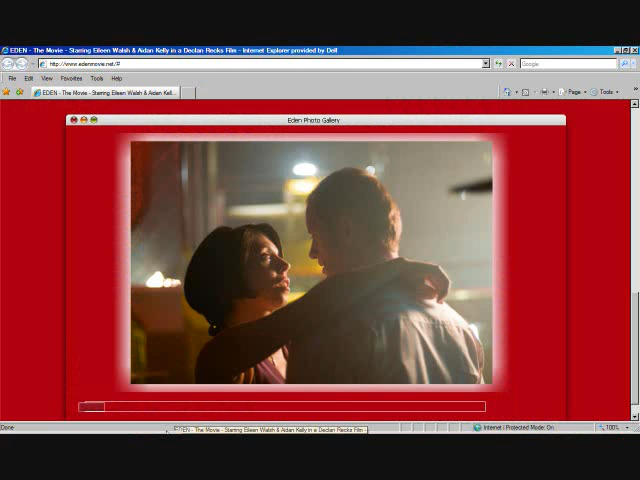 EDEN - The Movie - Starring Eileen Walsh & Aidan Kelly in a Declan Recks Film - Internet Explorer provided by Dell
http://www.edenmovie.net/#
Google
File Edit View Favorites Tools Help
EDEN - The Movie - Starring Eileen Walsh & Aidan Kell...
Page Tools
Eden Photo Gallery
Done
EDEN - The Movie - Starring Eileen Walsh & Aidan Kelly in a Declan Recks Film -
Internet | Protected Mode: On
100%